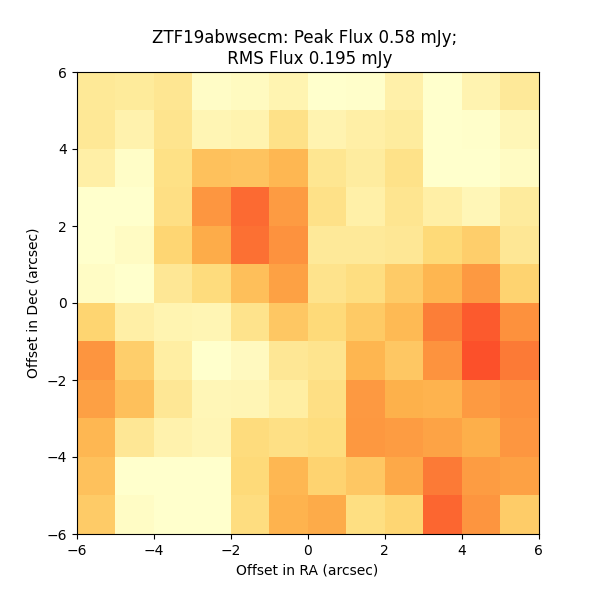 ZTF19abwsecm: Peak Flux 0.58 mJy;
RMS Flux 0.195 mJy
6
4
2
0
−2
−4
−6
Offset in Dec (arcsec)
−6 −4 −2 0 2 4 6
Offset in RA (arcsec)